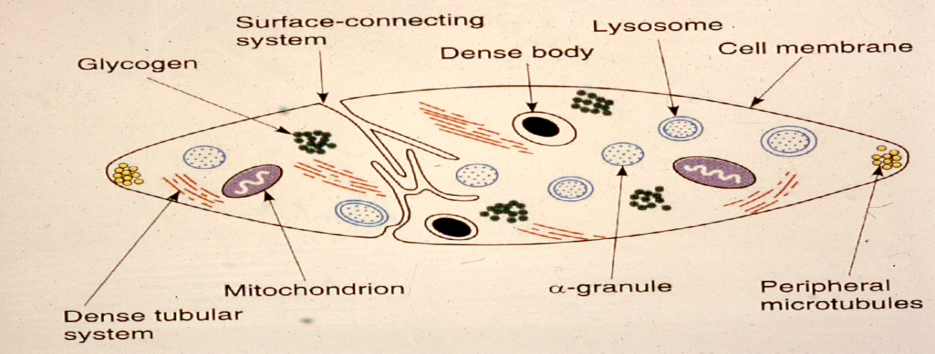 Surface-connecting
system
Lysosome
Dense body
Cell membrane
Glycogen
Mitochondrion
α-granule
Peripheral
microtubules
Dense tubular
system